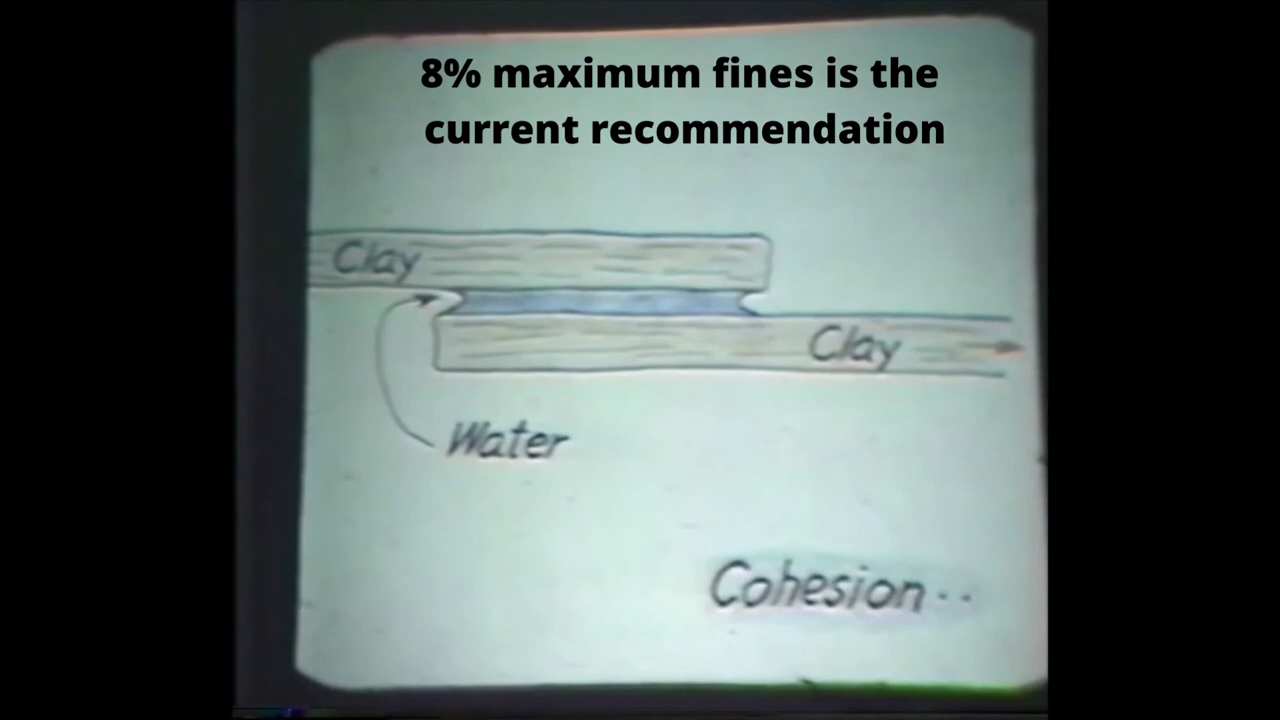 8% maximum fines is the
current recommendation
Clay
Clay
Water
Cohesion..